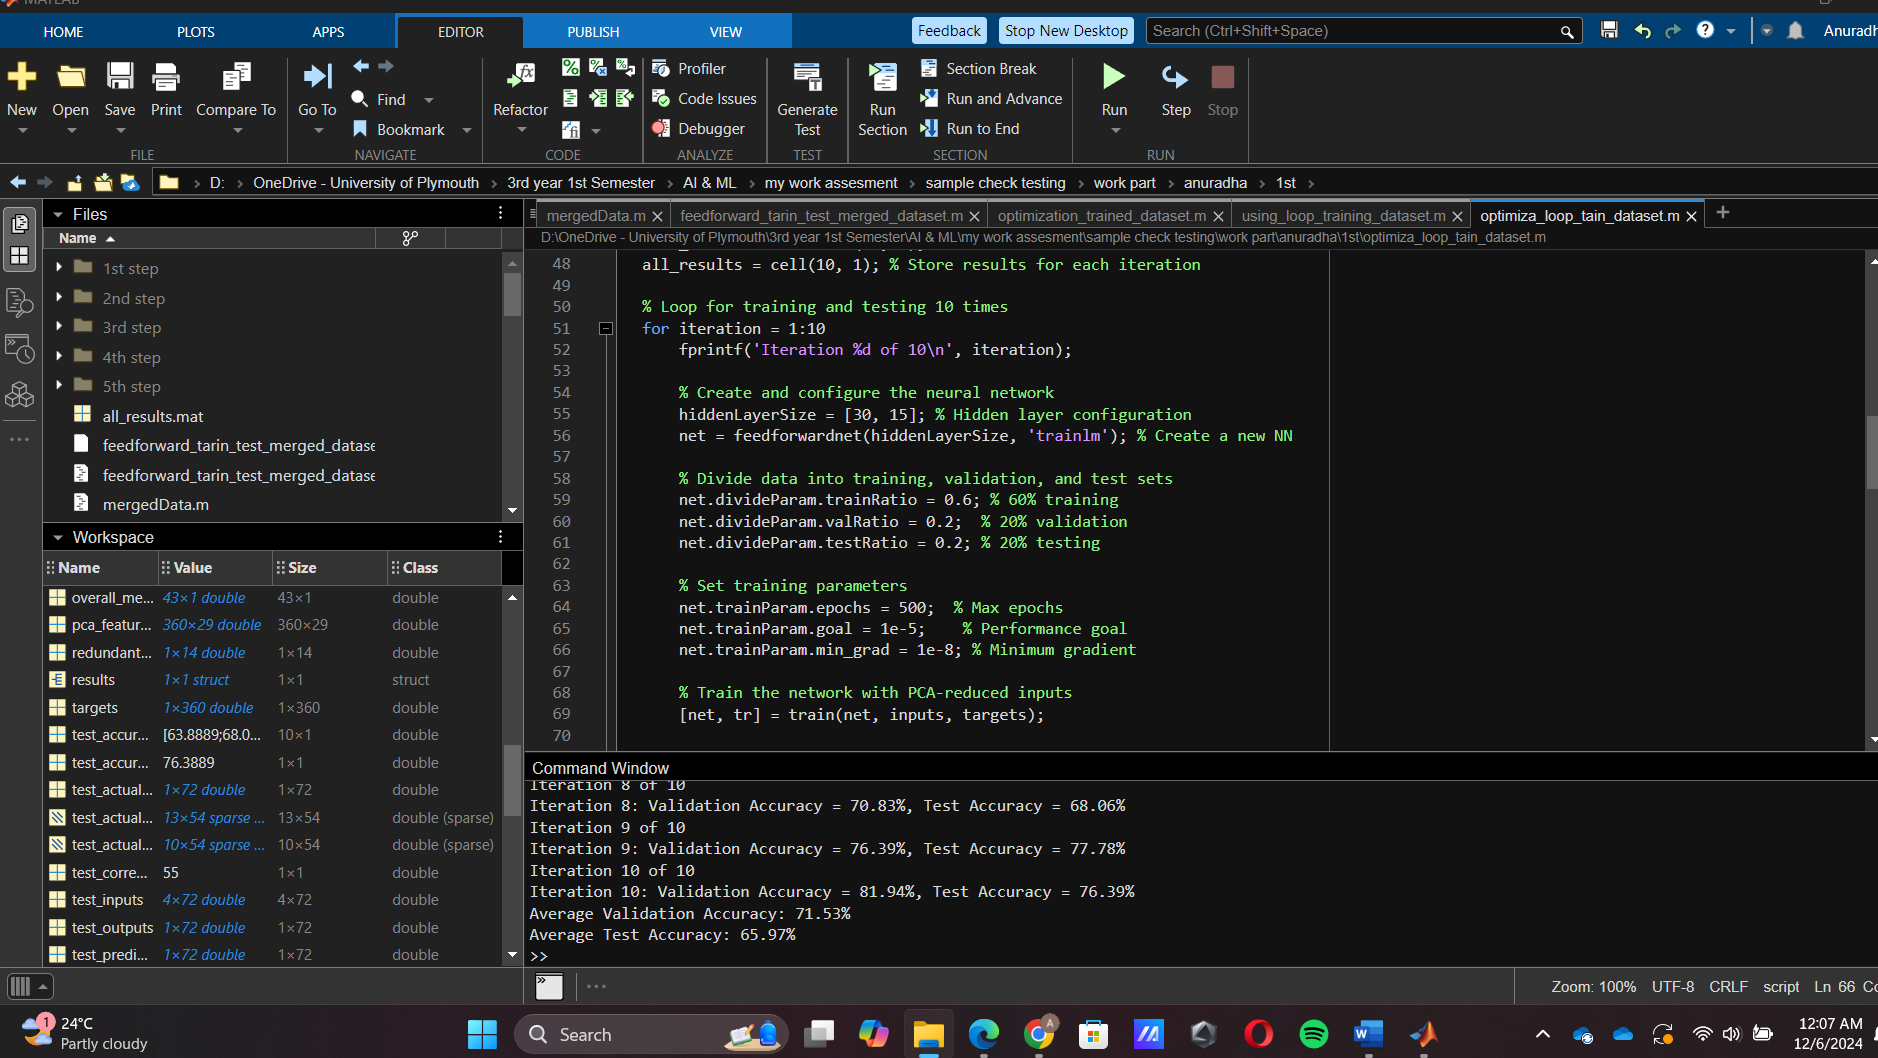 MATLAB
HOME PLOTS APPS EDITOR PUBLISH VIEW Feedback Stop New Desktop Search (Ctrl+Shift+Space)
New Open Save Print Compare To
FILE
Go To Find Bookmark
NAVIGATE
Refactor
CODE
Profiler
Code Issues
Debugger
ANALYZE
Generate Test
TEST
Run Section
Section Break
Run and Advance
Run to End
SECTION
Run Step Stop
RUN
D: › OneDrive - University of Plymouth › 3rd year 1st Semester › AI & ML › my work assesment › sample check testing › work part › anuradha › 1st ›
Files
Name
1st step
2nd step
3rd step
4th step
5th step
all_results.mat
feedforward_tarin_test_merged_datase
feedforward_tarin_test_merged_datase
mergedData.m
Workspace
Name Value Size Class
overall_me... 43×1 double 43×1 double
pca_featur... 360×29 double 360×29 double
redundant... 1×14 double 1×14 double
results 1×1 struct 1×1 struct
targets 1×360 double 1×360 double
test_accur... [63.8889;68.0... 10×1 double
test_accur... 76.3889 1×1 double
test_actual... 1×72 double 1×72 double
test_actual... 13×54 sparse ... 13×54 double (sparse)
test_actual... 10×54 sparse ... 10×54 double (sparse)
test_corre... 55 1×1 double
test_inputs 4×72 double 4×72 double
test_outputs 1×72 double 1×72 double
test_predi... 1×72 double 1×72 double
mergedData.m feedforward_tarin_test_merged_dataset.m optimization_trained_dataset.m using_loop_training_dataset.m optimiza_loop_tain_dataset.m
D:\OneDrive - University of Plymouth\3rd year 1st Semester\AI & ML\my work assesment\sample check testing\work part\anuradha\1st\optimiza_loop_tain_dataset.m
48 all_results = cell(10, 1); % Store results for each iteration
49
50 % Loop for training and testing 10 times
51 for iteration = 1:10
52 fprintf('Iteration %d of 10\n', iteration);
53
54 % Create and configure the neural network
55 hiddenLayerSize = [30, 15]; % Hidden layer configuration
56 net = feedforwardnet(hiddenLayerSize, 'trainlm'); % Create a new NN
57
58 % Divide data into training, validation, and test sets
59 net.divideParam.trainRatio = 0.6; % 60% training
60 net.divideParam.valRatio = 0.2; % 20% validation
61 net.divideParam.testRatio = 0.2; % 20% testing
62
63 % Set training parameters
64 net.trainParam.epochs = 500; % Max epochs
65 net.trainParam.goal = 1e-5; % Performance goal
66 net.trainParam.min_grad = 1e-8; % Minimum gradient
67
68 % Train the network with PCA-reduced inputs
69 [net, tr] = train(net, inputs, targets);
70
Command Window
Iteration 8 of 10
Iteration 8: Validation Accuracy = 70.83%, Test Accuracy = 68.06%
Iteration 9 of 10
Iteration 9: Validation Accuracy = 76.39%, Test Accuracy = 77.78%
Iteration 10 of 10
Iteration 10: Validation Accuracy = 81.94%, Test Accuracy = 76.39%
Average Validation Accuracy: 71.53%
Average Test Accuracy: 65.97%
>>
Zoom: 100% UTF-8 CRLF script Ln 66
1 24°C
Partly cloudy
Search
12:07 AM
12/6/2024